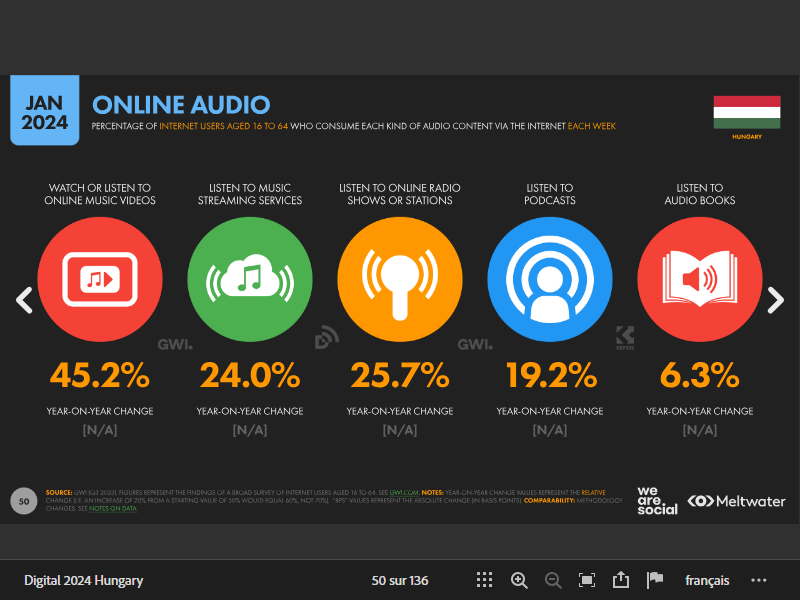 JAN
2024
ONLINE AUDIO
PERCENTAGE OF INTERNET USERS AGED 16 TO 64 WHO CONSUME EACH KIND OF AUDIO CONTENT VIA THE INTERNET EACH WEEK
HUNGARY
WATCH OR LISTEN TO
ONLINE MUSIC VIDEOS
LISTEN TO MUSIC
STREAMING SERVICES
LISTEN TO ONLINE RADIO
SHOWS OR STATIONS
LISTEN TO
PODCASTS
LISTEN TO
AUDIO BOOKS
GWI.
GWI.
KEPIOS
45.2%
24.0%
25.7%
19.2%
6.3%
YEAR-ON-YEAR CHANGE
YEAR-ON-YEAR CHANGE
YEAR-ON-YEAR CHANGE
YEAR-ON-YEAR CHANGE
YEAR-ON-YEAR CHANGE
[N/A]
[N/A]
[N/A]
[N/A]
[N/A]
50
SOURCE: GWI (Q3 2023). FIGURES REPRESENT THE FINDINGS OF A BROAD SURVEY OF INTERNET USERS AGED 16 TO 64. SEE GWI.COM. NOTES: YEAR-ON-YEAR CHANGE VALUES REPRESENT THE RELATIVE
CHANGE (I.E. AN INCREASE OF 20% FROM A STARTING VALUE OF 50% WOULD EQUAL 60%, NOT 70%). "BPS" VALUES REPRESENT THE ABSOLUTE CHANGE (IN BASIS POINTS). COMPARABILITY: METHODOLOGY
CHANGES. SEE NOTES ON DATA.
we
are.
social
Meltwater
Digital 2024 Hungary
50 sur 136
français